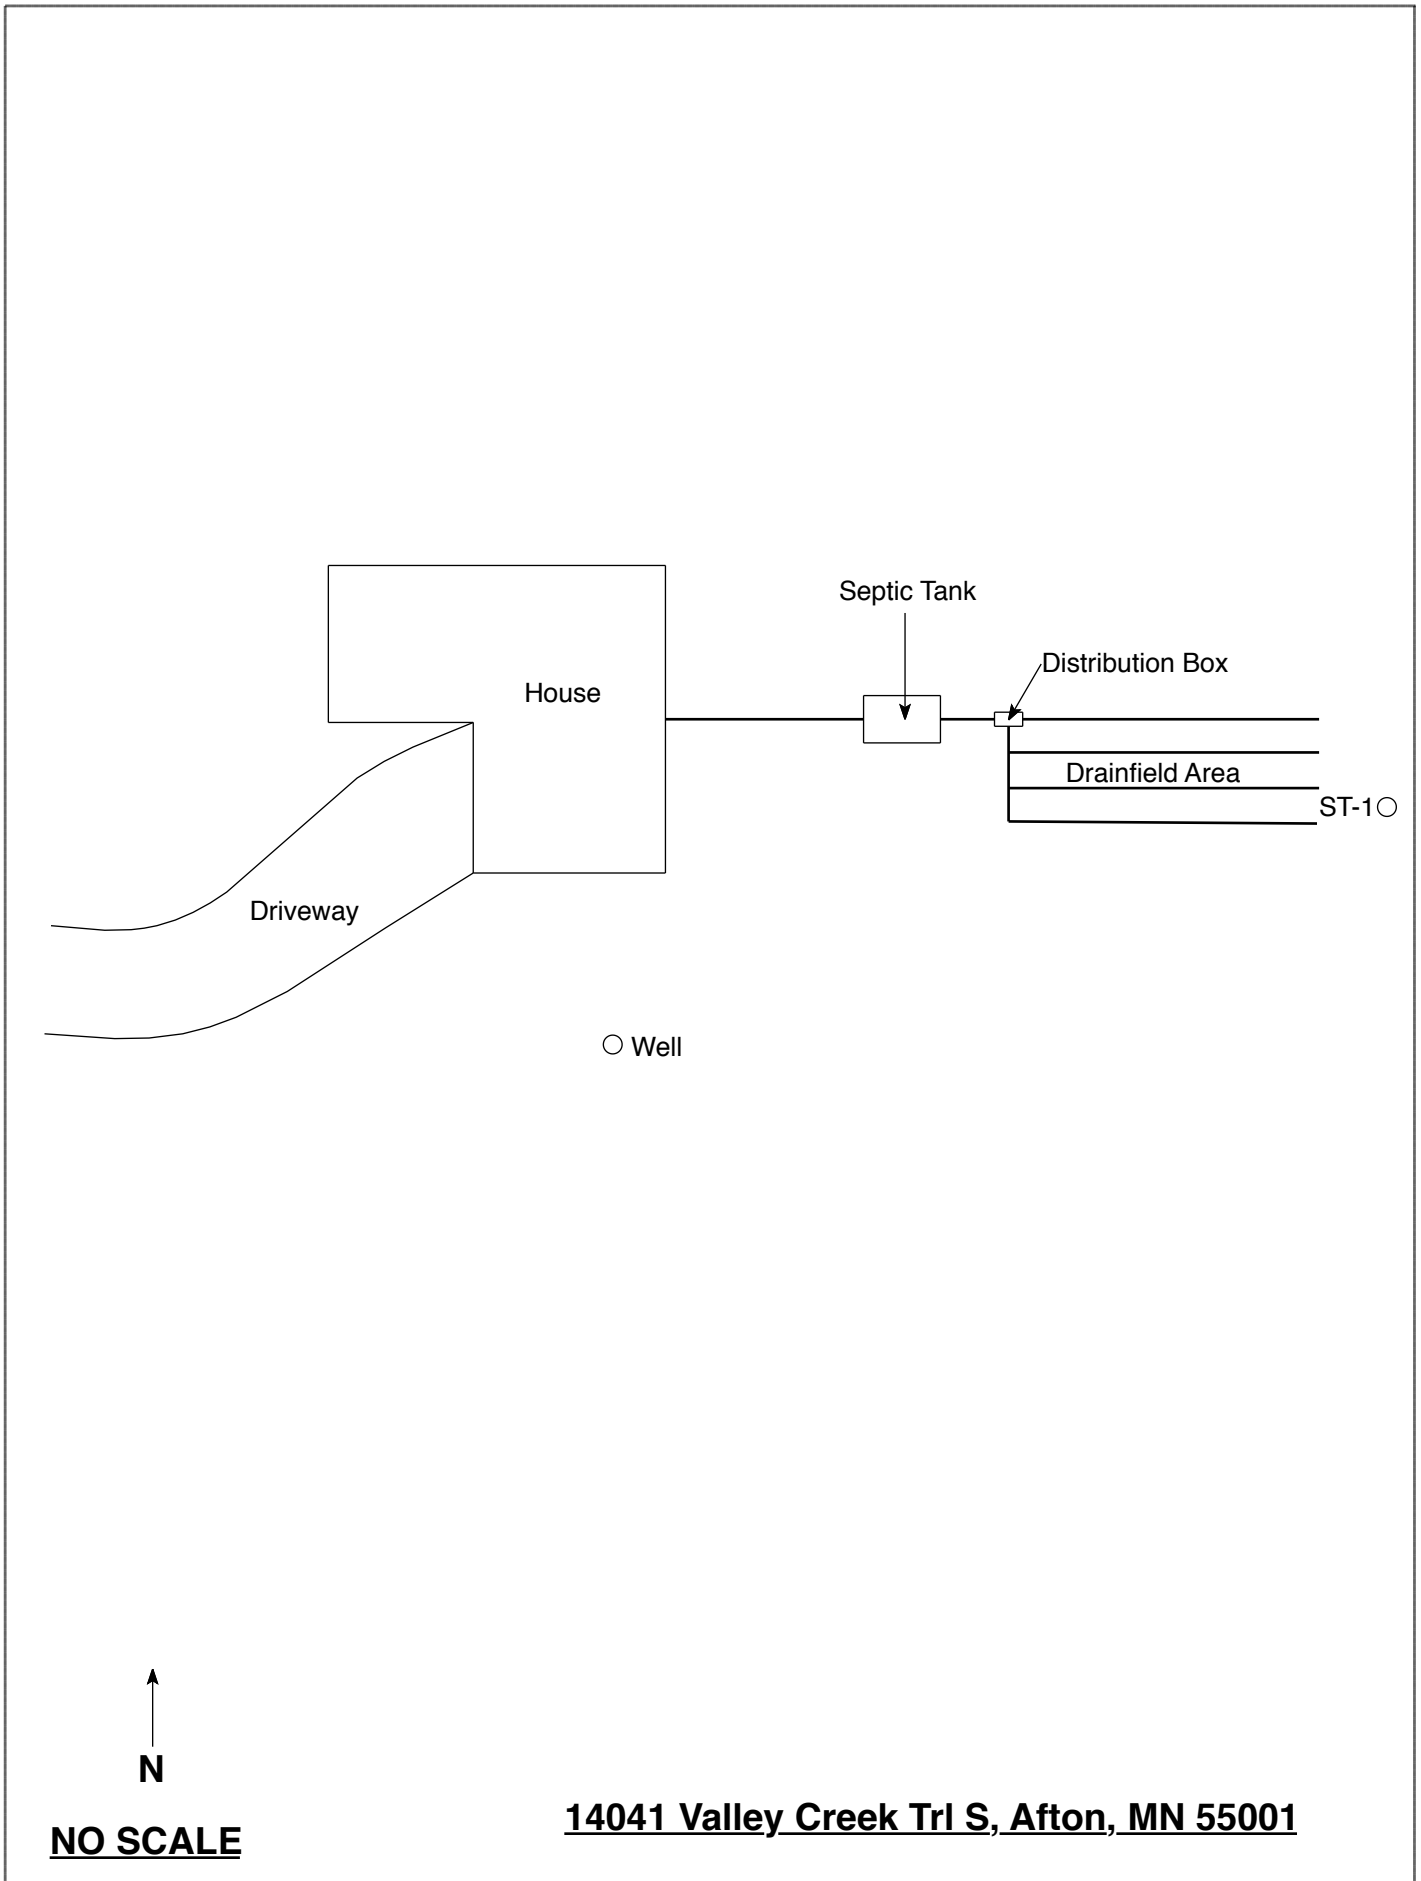 Septic Tank
Distribution Box
House
Drainfield Area
ST-1
Driveway
Well
N
NO SCALE
14041 Valley Creek Trl S, Afton, MN 55001